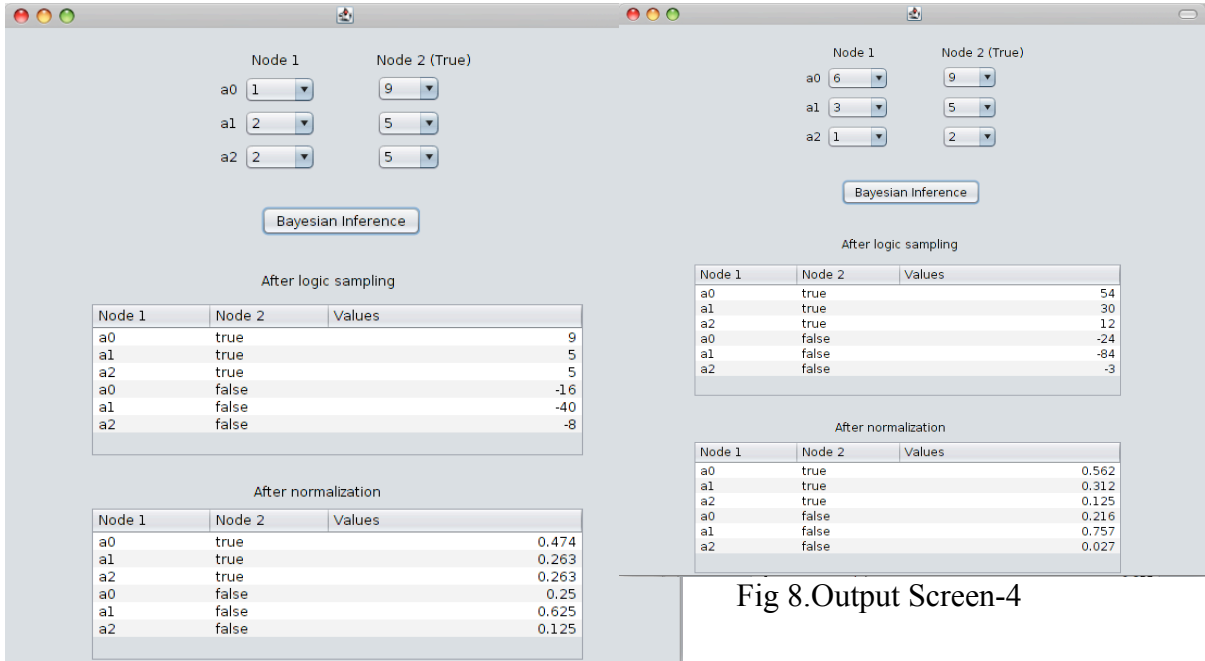 Node 1 Node 2 (True)
a0 1 9
a1 2 5
a2 2 5
Bayesian Inference
After logic sampling
Node 1 Node 2 Values
a0 true 9
a1 true 5
a2 true 5
a0 false -16
a1 false -40
a2 false -8
After normalization
Node 1 Node 2 Values
a0 true 0.474
a1 true 0.263
a2 true 0.263
a0 false 0.25
a1 false 0.625
a2 false 0.125
Node 1 Node 2 (True)
a0 6 9
a1 3 5
a2 1 2
Bayesian Inference
After logic sampling
Node 1 Node 2 Values
a0 true 54
a1 true 30
a2 true 12
a0 false -24
a1 false -84
a2 false -3
After normalization
Node 1 Node 2 Values
a0 true 0.562
a1 true 0.312
a2 true 0.125
a0 false 0.216
a1 false 0.757
a2 false 0.027
Fig 8.Output Screen-4